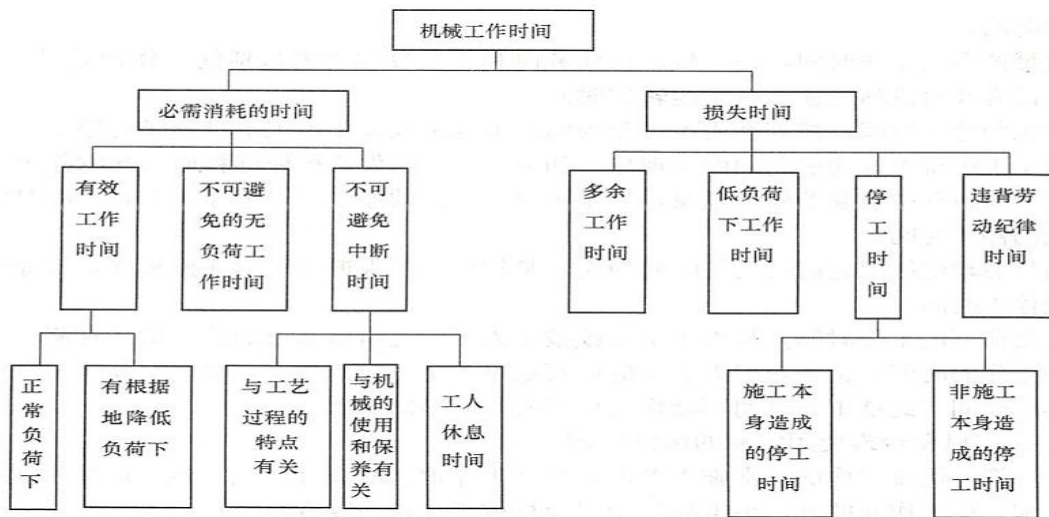 机械工作时间
必需消耗的时间
损失时间
有效
工作
时间
不可避
免的无
负荷工
作时间
不可
避免
中断
时间
多余
工作
时间
低负荷
下工作
时间
停
工
时
间
违背劳
动纪律
时间
正
常
负
荷
下
有根据
地降低
负荷下
与工艺
过程的
特点
有关
与机
械的
使用
和保
养有
关
工人
休息
时间
施工本
身造成
的停工
时间
非施工
本身造
成的停
工时间